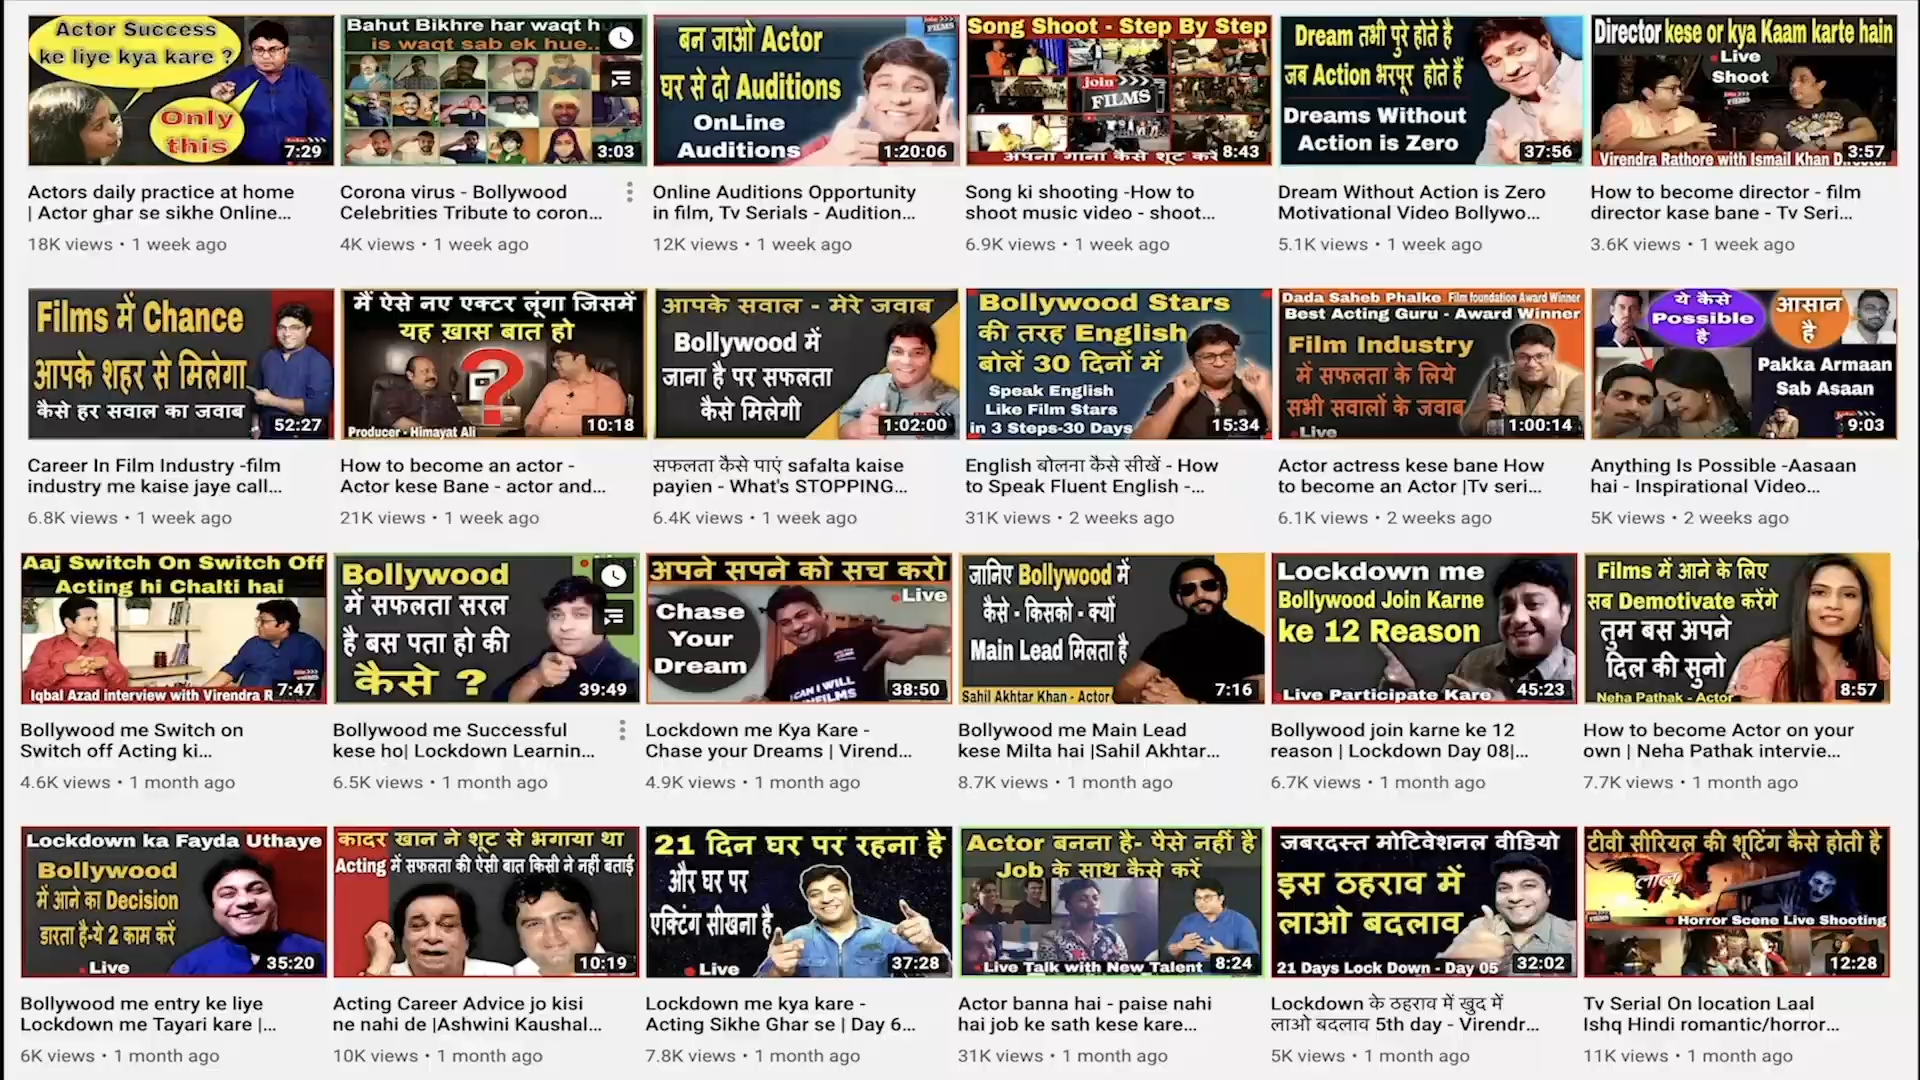 Actor Success
ke liye kya kare ?
Only
this
7:29
Actors daily practice at home
| Actor ghar se sikhe Online...
18K views • 1 week ago
Bahut Bikhre har waqt h
is waqt sab ek hue..
3:03
Corona virus - Bollywood
Celebrities Tribute to coron...
4K views • 1 week ago
बन जाओ Actor
घर से दो Auditions
OnLine
Auditions
1:20:06
Online Auditions Opportunity
in film, Tv Serials - Audition...
12K views • 1 week ago
Song Shoot - Step By Step
join
FILMS
अपना गाना कैसे शूट करें
8:43
Song ki shooting -How to
shoot music video - shoot...
6.9K views • 1 week ago
Dream तभी पुरे होते है
जब Action भरपूर होते हैं
Dreams Without
Action is Zero
37:56
Dream Without Action is Zero
Motivational Video Bollywo...
5.1K views • 1 week ago
Director kese or kya Kaam karte hain
Live
Shoot
Virendra Rathore with Ismail Khan
3:57
How to become director - film
director kase bane - Tv Seri...
3.6K views • 1 week ago
Films में Chance
आपके शहर से मिलेगा
कैसे हर सवाल का जवाब
52:27
Career In Film Industry -film
industry me kaise jaye call...
6.8K views • 1 week ago
मैं ऐसे नए एक्टर लूंगा जिसमें
यह ख़ास बात हो
?
Producer - Himayat Ali
10:18
How to become an actor -
Actor kese Bane - actor and...
21K views • 1 week ago
आपके सवाल - मेरे जवाब
Bollywood में
जाना है पर सफलता
कैसे मिलेगी
1:02:00
सफलता कैसे पाएं safalta kaise
payien - What's STOPPING...
6.4K views • 1 week ago
Bollywood Stars
की तरह English
बोलें 30 दिनों में
Speak English
Like Film Stars
in 3 Steps-30 Days
15:34
English बोलना कैसे सीखें - How
to Speak Fluent English -...
31K views • 2 weeks ago
Dada Saheb Phalke Film foundation Award Winner
Best Acting Guru - Award Winner
Film Industry
में सफलता के लिये
सभी सवालों के जवाब
Live
1:00:14
Actor actress kese bane How
to become an Actor |Tv seri...
6.1K views • 2 weeks ago
ये कैसे
Possible
है
आसान
है
Pakka Armaan
Sab Asaan
9:03
Anything Is Possible -Aasaan
hai - Inspirational Video...
5K views • 2 weeks ago
Aaj Switch On Switch Off
Acting hi Chalti hai
Iqbal Azad interview with Virendra R
7:47
Bollywood me Switch on
Switch off Acting ki...
4.6K views • 1 month ago
Bollywood
में सफलता सरल
है बस पता हो की
कैसे ?
39:49
Bollywood me Successful
kese ho| Lockdown Learnin...
6.5K views • 1 month ago
अपने सपने को सच करो
Live
Chase
Your
Dream
I CAN I WILL
38:50
Lockdown me Kya Kare -
Chase your Dreams | Virend...
4.9K views • 1 month ago
जानिए Bollywood में
कैसे - किसको - क्यों
Main Lead मिलता है
Sahil Akhtar Khan - Actor
7:16
Bollywood me Main Lead
kese Milta hai |Sahil Akhtar...
8.7K views • 1 month ago
Lockdown me
Bollywood Join Karne
ke 12 Reason
Live Participate Kare
45:23
Bollywood join karne ke 12
reason | Lockdown Day 08|...
6.7K views • 1 month ago
Films में आने के लिए
सब Demotivate करेंगे
तुम बस अपने
दिल की सुनो
Neha Pathak - Actor
8:57
How to become Actor on your
own | Neha Pathak intervie...
7.7K views • 1 month ago
Lockdown ka Fayda Uthaye
Bollywood
में आने का Decision
डारता है-ये 2 काम करें
Live
35:20
Bollywood me entry ke liye
Lockdown me Tayari kare |...
6K views • 1 month ago
कादर खान ने शूट से भगाया था
Acting में सफलता की ऐसी बात किसी ने नहीं बताई
10:19
Acting Career Advice jo kisi
ne nahi de |Ashwini Kaushal...
10K views • 1 month ago
21 दिन घर पर रहना है
और घर पर
एक्टिंग सीखना है
Live
37:28
Lockdown me kya kare -
Acting Sikhe Ghar se | Day 6...
7.8K views • 1 month ago
Actor बनना है- पैसे नहीं है
Job के साथ कैसे करें
Live Talk with New Talent
8:24
Actor banna hai - paise nahi
hai job ke sath kese kare...
31K views • 1 month ago
जबरदस्त मोटिवेशनल वीडियो
इस ठहराव में
लाओ बदलाव
21 Days Lock Down - Day 05
32:02
Lockdown के ठहराव में खुद में
लाओ बदलाव 5th day - Virendr...
5K views • 1 month ago
टीवी सीरियल की शूटिंग कैसे होती है
लाल
Horror Scene Live Shooting
12:28
Tv Serial On location Laal
Ishq Hindi romantic/horror...
11K views • 1 month ago